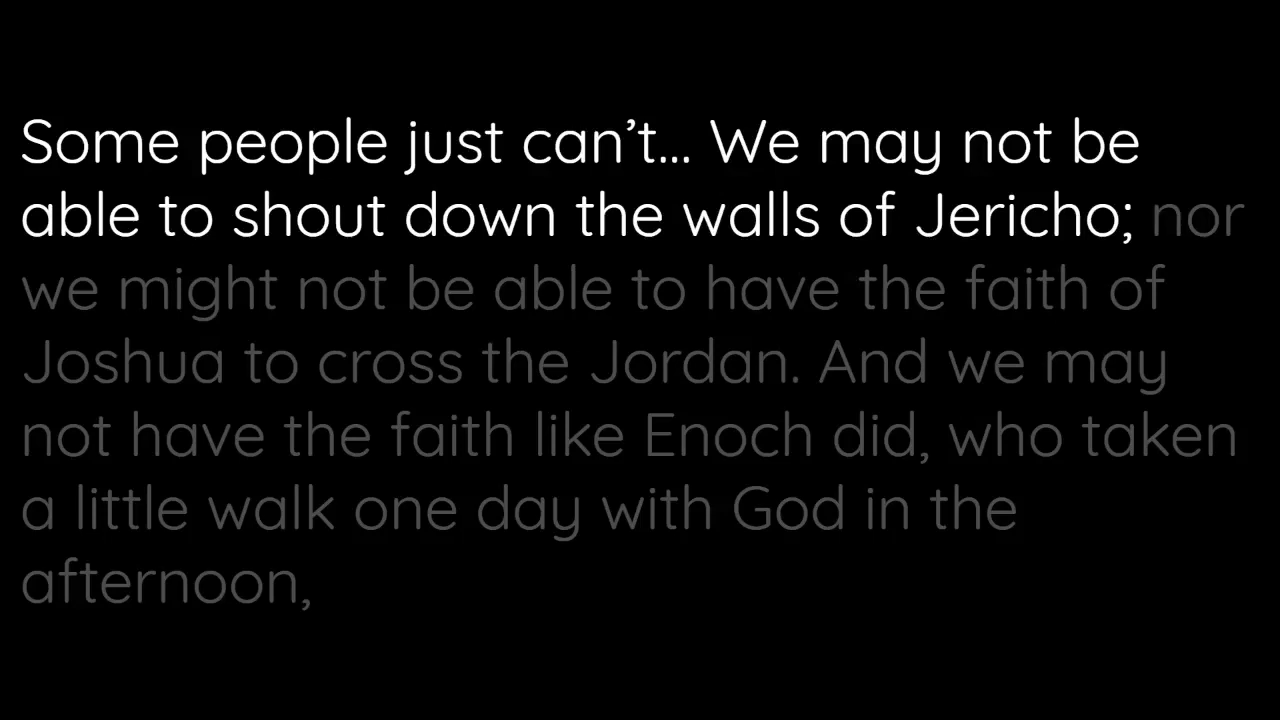 Some people just can’t... We may not be
able to shout down the walls of Jericho; nor
we might not be able to have the faith of
Joshua to cross the Jordan. And we may
not have the faith like Enoch did, who taken
a little walk one day with God in the
afternoon,